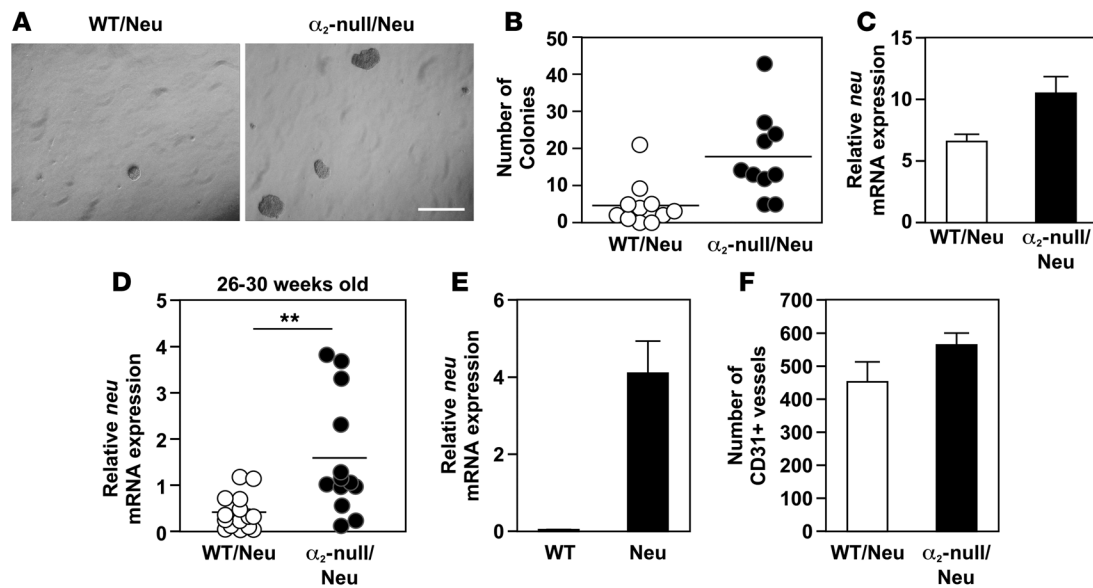 A
WT/Neu
α2-null/Neu
B
Number of
Colonies
50
40
30
20
10
0
WT/Neu
α2-null/Neu
C
Relative neu
mRNA expression
15
10
5
0
WT/Neu
α2-null/
Neu
D
26-30 weeks old
Relative neu
mRNA expression
5
4
3
2
1
0
**
WT/Neu
α2-null/
Neu
E
Relative neu
mRNA expression
6
4
2
0
WT
Neu
F
Number of
CD31+ vessels
700
600
500
400
300
200
100
0
WT/Neu
α2-null/
Neu